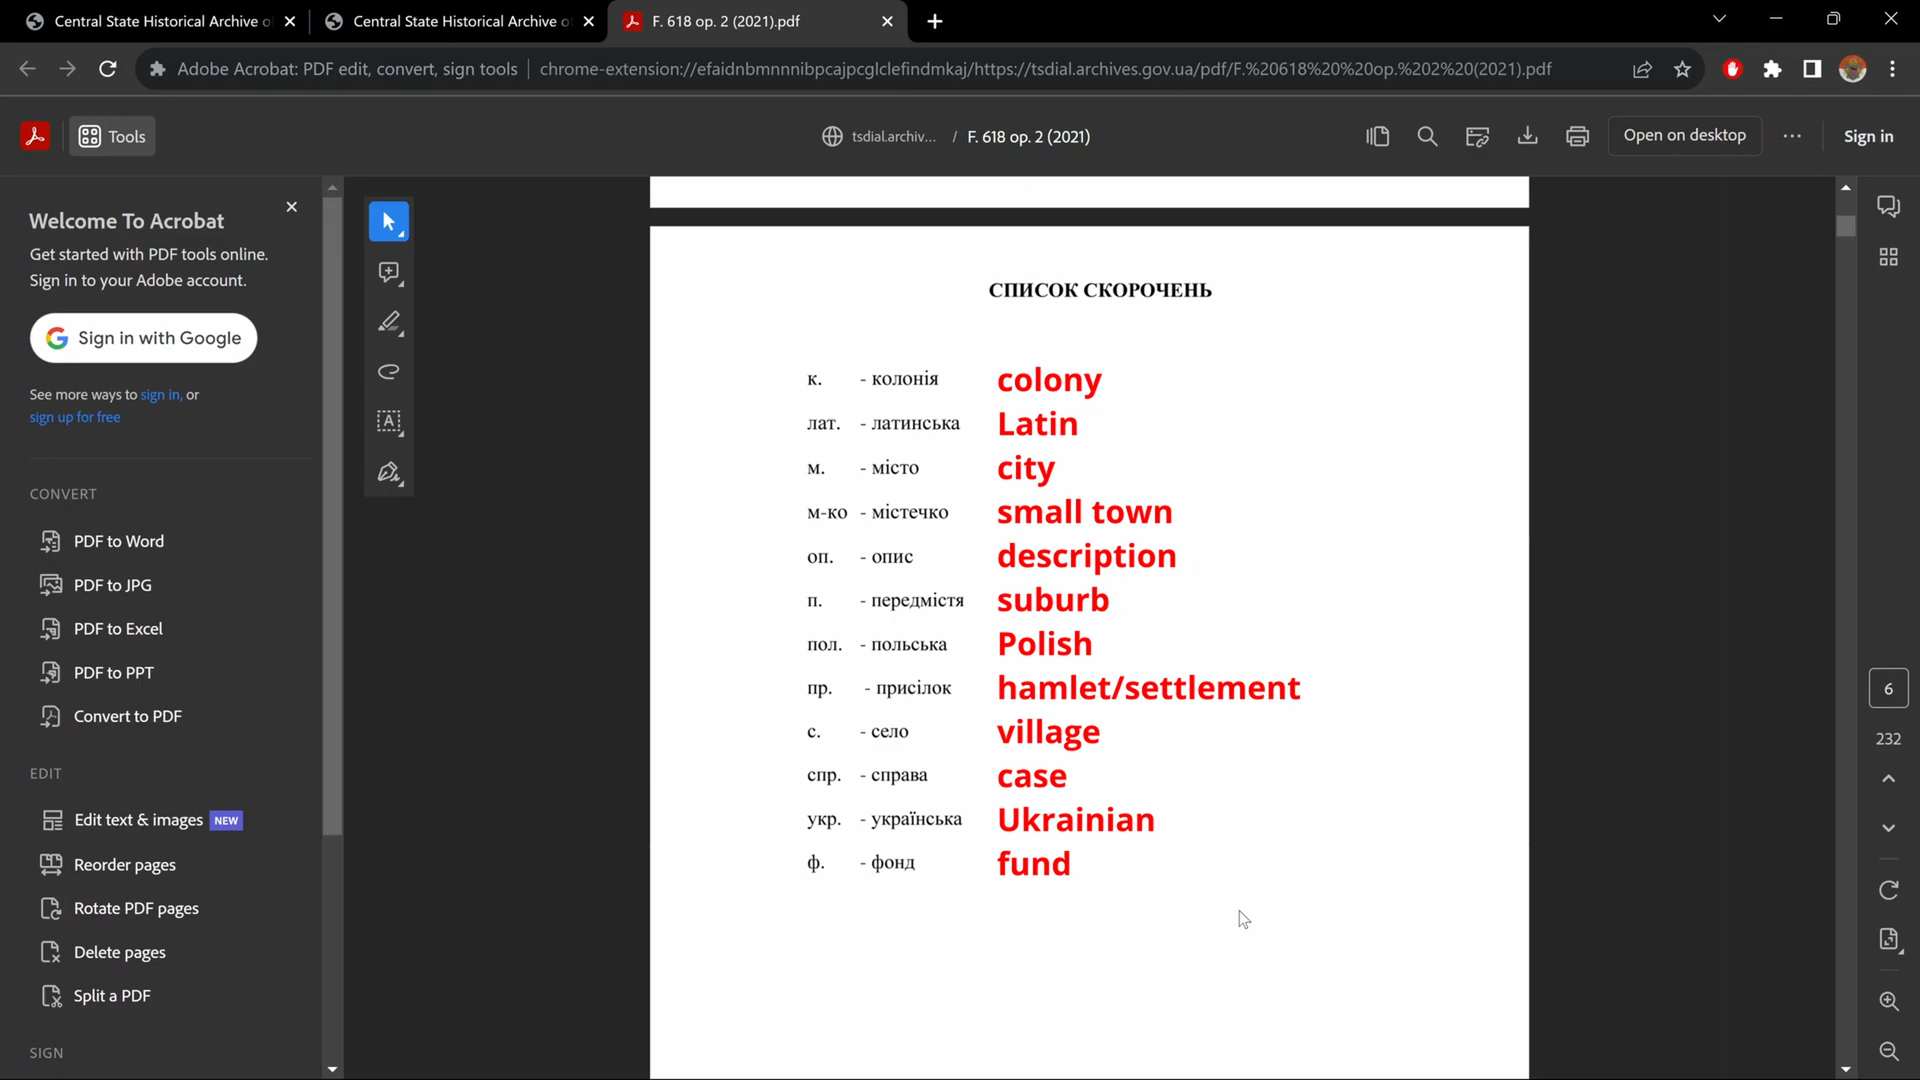 Central State Historical Archive o
Central State Historical Archive o
F. 618 op. 2 (2021).pdf
Adobe Acrobat: PDF edit, convert, sign tools
chrome-extension://efaidnbmnnnibpcajpcglclefindmkaj/https://tsdial.archives.gov.ua/pdf/F.%20618%20%20op.%202%20(2021).pdf
Tools
tsdial.archiv... / F. 618 op. 2 (2021)
Open on desktop
Sign in
Welcome To Acrobat
Get started with PDF tools online.
Sign in to your Adobe account.
Sign in with Google
See more ways to sign in, or
sign up for free
CONVERT
PDF to Word
PDF to JPG
PDF to Excel
PDF to PPT
Convert to PDF
EDIT
Edit text & images NEW
Reorder pages
Rotate PDF pages
Delete pages
Split a PDF
SIGN
СПИСОК СКОРОЧЕНЬ
к. - колонія colony
лат. - латинська Latin
м. - місто city
м-ко - містечко small town
оп. - опис description
п. - передмістя suburb
пол. - польська Polish
пр. - присілок hamlet/settlement
с. - село village
спр. - справа case
укр. - українська Ukrainian
ф. - фонд fund
6
232